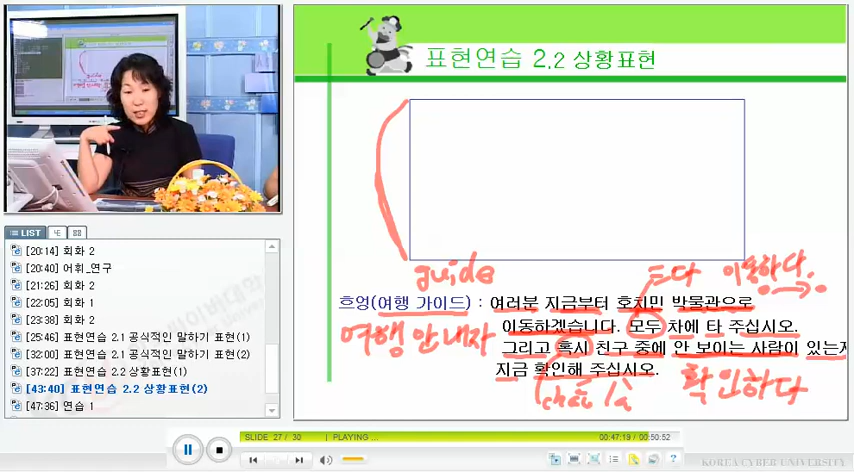 표현연습 2.2 상황표현
guide
다 이동하다.
흐엉(여행 가이드) : 여러분 지금부터 호치민 박물관으로
여행 안내자
이동하겠습니다. 모두 차에 타 주십시오.
그리고 혹시 친구 중에 안 보이는 사람이 있는지
지금 확인해 주십시오.
확인하다
LIST
[20:14] 회화 2
[20:40] 어휘_연구
[21:26] 회화 2
[22:05] 회화 1
[23:38] 회화 2
[25:46] 표현연습 2.1 공식적인 말하기 표현(1)
[32:00] 표현연습 2.1 공식적인 말하기 표현(2)
[37:22] 표현연습 2.2 상황표현(1)
[43:40] 표현연습 2.2 상황표현(2)
[47:36] 연습 1
SLIDE 27 / 30 | PLAYING ...
00:47:19 / 00:50:52
KOREA CYBER UNIVERSITY